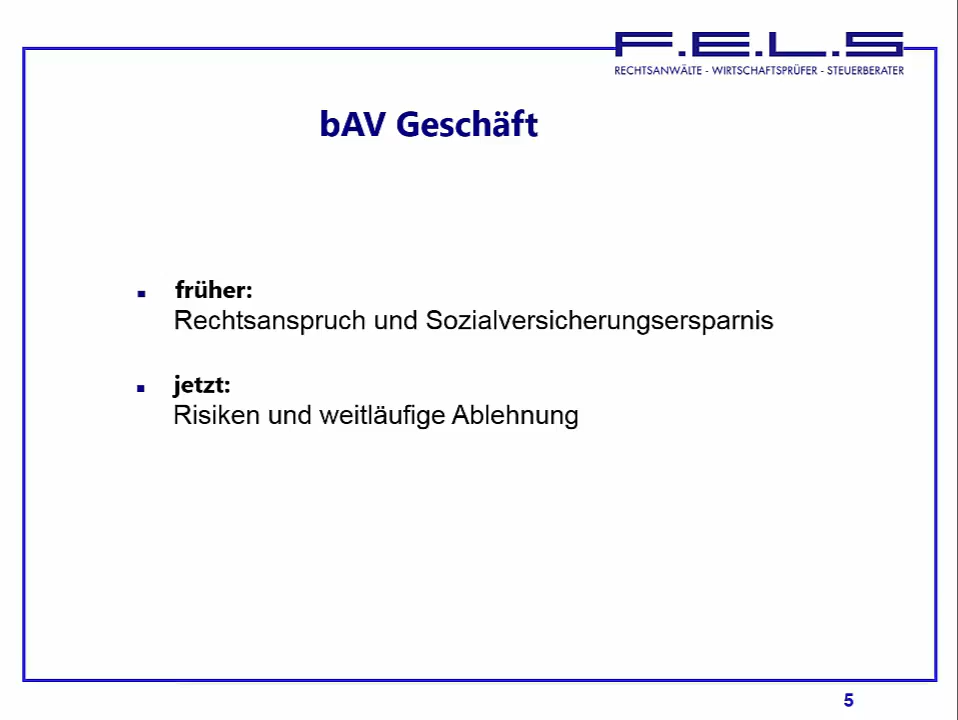 F.E.L.S
RECHTSANWÄLTE - WIRTSCHAFTSPRÜFER - STEUERBERATER
bAV Geschäft
früher:
Rechtsanspruch und Sozialversicherungsersparnis
jetzt:
Risiken und weitläufige Ablehnung
5